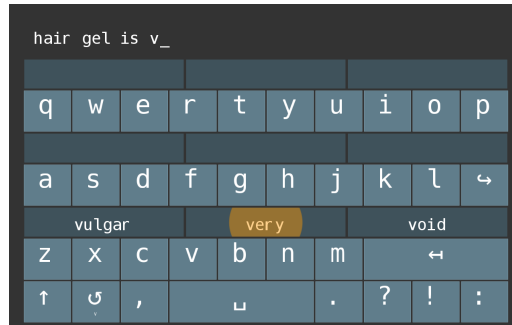 hair gel is v_
q w e r t y u i o p
a s d f g h j k l ↪
vulgar very void
z x c v b n m ↤
↑ ↺ , ␣ . ? ! :